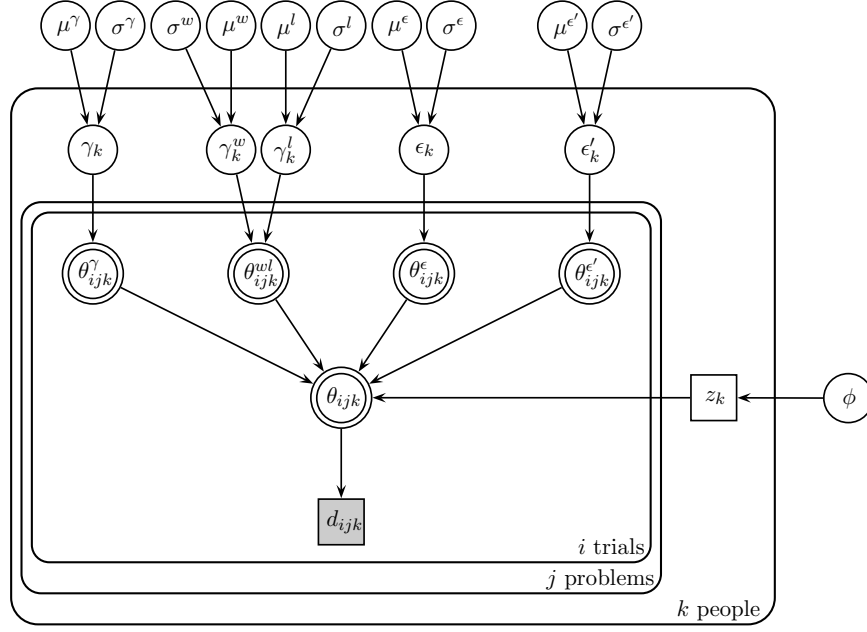 μ^γ σ^γ σ^w μ^w μ^l σ^l μ^ϵ σ^ϵ μ^ϵ′ σ^ϵ′
γ_k γ_k^w γ_k^l ϵ_k ϵ′_k
θ_ijk^γ θ_ijk^wl θ_ijk^ϵ θ_ijk^ϵ′
θ_ijk z_k ϕ
d_ijk
i trials
j problems
k people